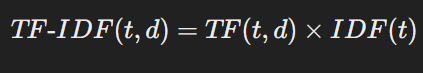 TF-IDF(t, d) = TF(t, d) × IDF(t)